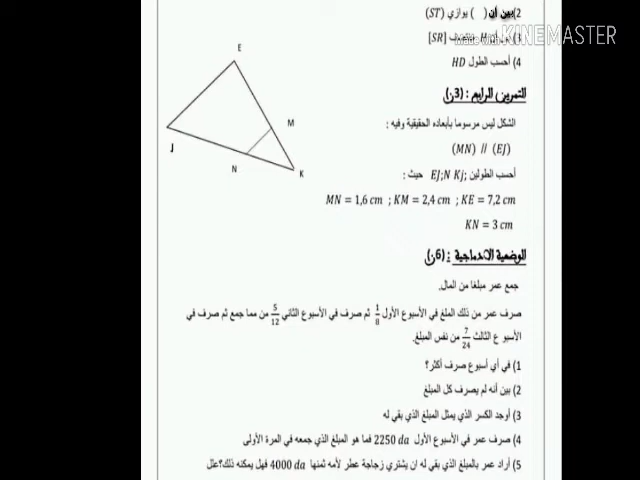 2) بين أن ( ) يوازي (ST)
3) H [SR]
KINEMASTER
4) أحسب الطول HD
التمرين الرابع : (3ن)
الشكل ليس مرسوما بأبعاده الحقيقية وفيه :
(MN) // (EJ)
أحسب الطولين EJ;N Kj; حيث :
MN = 1,6 cm ; KM = 2,4 cm ; KE = 7,2 cm
KN = 3 cm
E
M
J
N
K
الوضعية الادماجية : (6ن)
جمع عمر مبلغا من المال.
صرف عمر من ذلك الملغ في الأسبوع الأول 1/8 ثم صرف في الأسبوع الثاني 5/12 من مما جمع ثم صرف في
الأسبو ع الثالث 7/24 من نفس المبلغ.
1) في أي أسبوع صرف أكثر؟
2) بين أنه لم يصرف كل المبلغ
3) أوجد الكسر الذي يمثل المبلغ الذي بقي له
4) صرف عمر في الأسبوع الأول 2250 da فما هو المبلغ الذي جمعه في المرة الأولى
5) أراد عمر بالمبلغ الذي بقي له ان يشتري زجاجة عطر لأمه ثمنها 4000 da فهل يمكنه ذلك؟علل